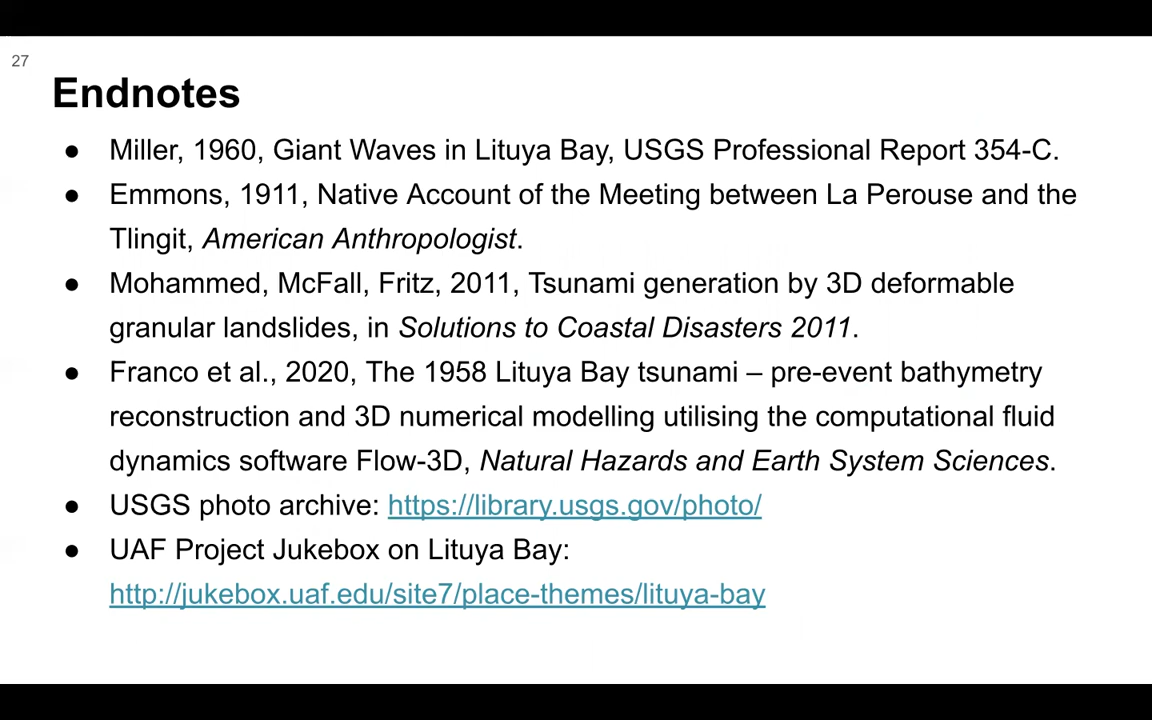 27
Endnotes
● Miller, 1960, Giant Waves in Lituya Bay, USGS Professional Report 354-C.
● Emmons, 1911, Native Account of the Meeting between La Perouse and the
Tlingit, American Anthropologist.
● Mohammed, McFall, Fritz, 2011, Tsunami generation by 3D deformable
granular landslides, in Solutions to Coastal Disasters 2011.
● Franco et al., 2020, The 1958 Lituya Bay tsunami – pre-event bathymetry
reconstruction and 3D numerical modelling utilising the computational fluid
dynamics software Flow-3D, Natural Hazards and Earth System Sciences.
● USGS photo archive: https://library.usgs.gov/photo/
● UAF Project Jukebox on Lituya Bay:
http://jukebox.uaf.edu/site7/place-themes/lituya-bay